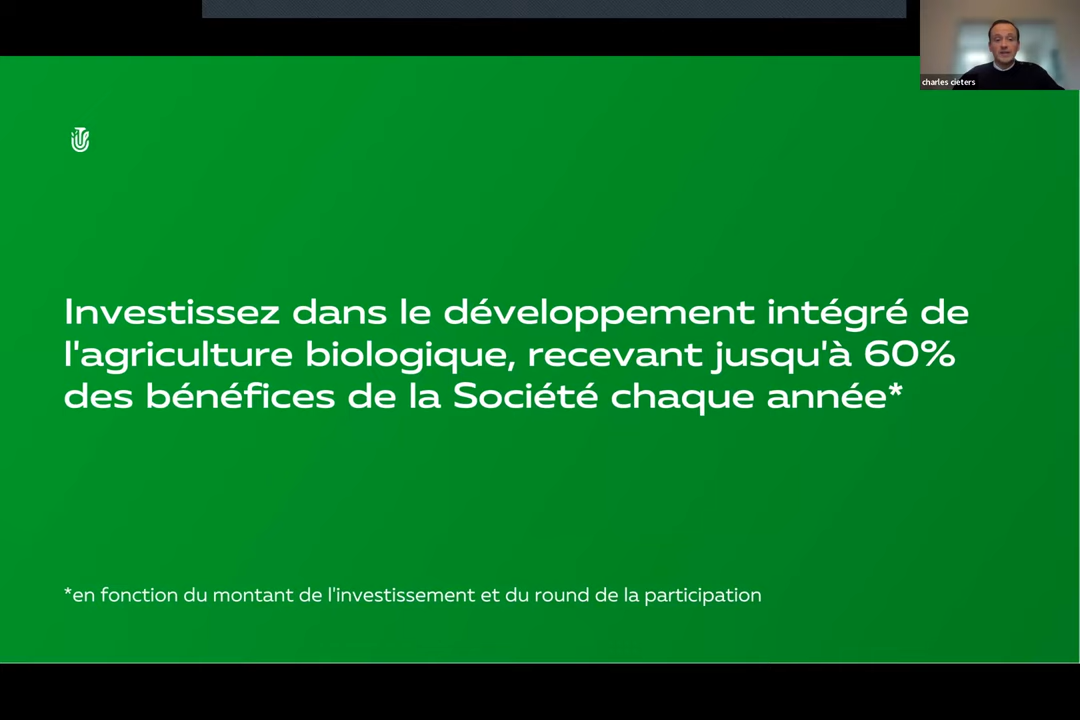 charles cieters
Investissez dans le développement intégré de
l'agriculture biologique, recevant jusqu'à 60%
des bénéfices de la Société chaque année*
*en fonction du montant de l'investissement et du round de la participation